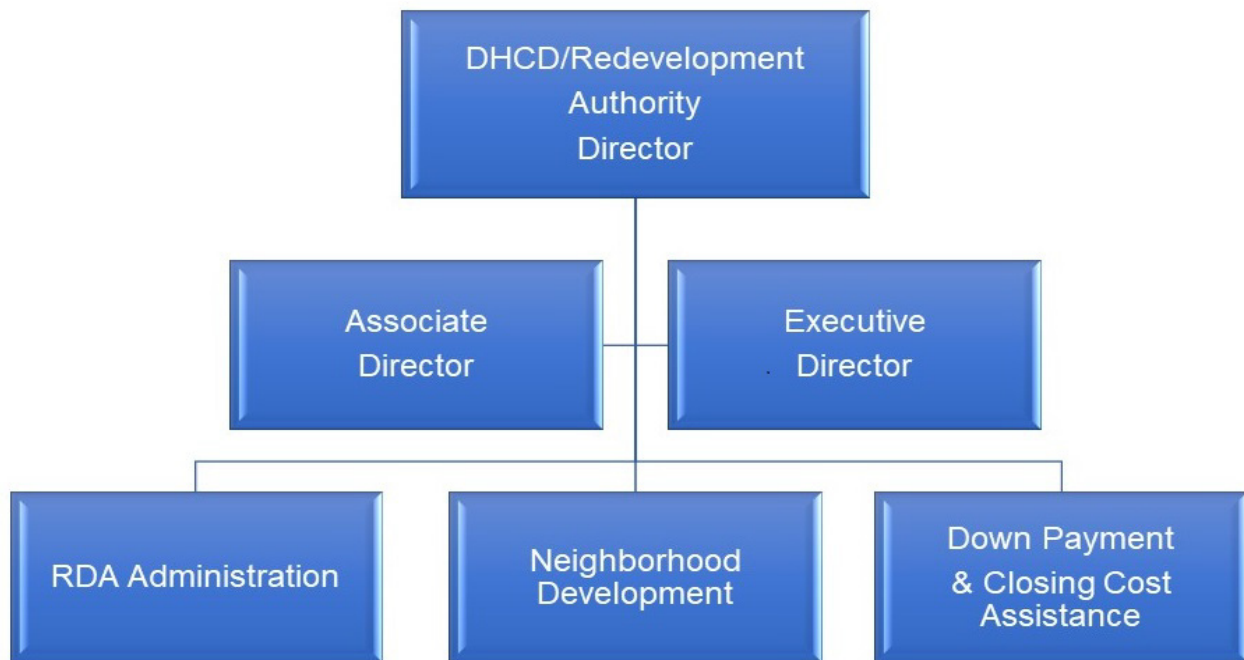 DHCD/Redevelopment
Authority
Director
Associate
Director
Executive
Director
RDA Administration
Neighborhood
Development
Down Payment
& Closing Cost
Assistance